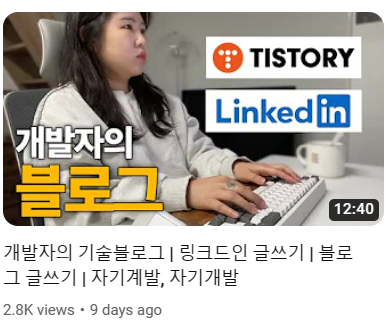 TISTORY
Linked in
개발자의
블로그
12:40
개발자의 기술블로그 | 링크드인 글쓰기 | 블로
그 글쓰기 | 자기계발, 자기개발
2.8K views • 9 days ago